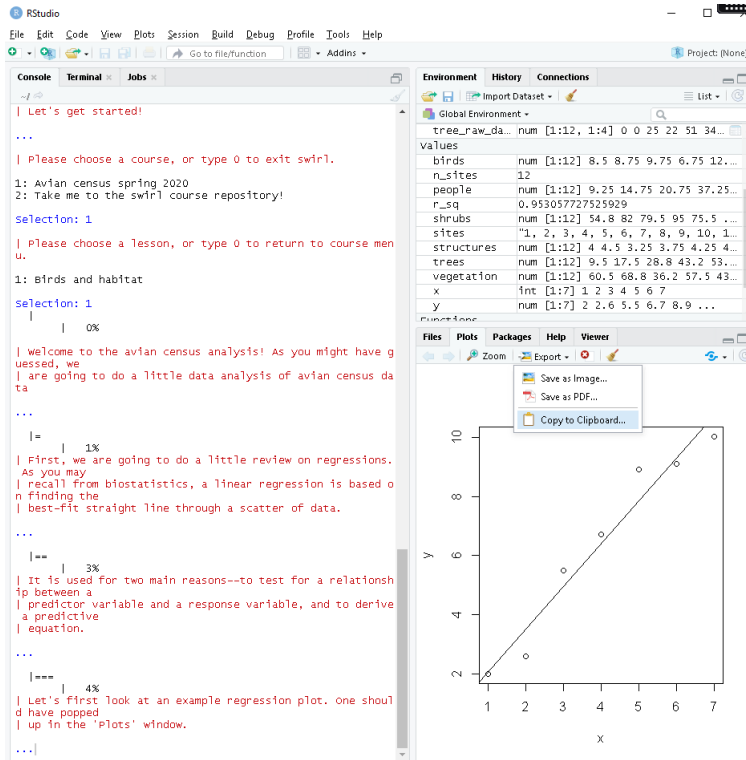 RStudio
File Edit Code View Plots Session Build Debug Profile Tools Help
Go to file/function Addins Project: (None)
Console Terminal Jobs
~/
| Let's get started!
...
| Please choose a course, or type 0 to exit swirl.
1: Avian census spring 2020
2: Take me to the swirl course repository!
Selection: 1
| Please choose a lesson, or type 0 to return to course men
u.
1: Birds and habitat
Selection: 1
|
| 0%
| Welcome to the avian census analysis! As you might have g
uessed, we
| are going to do a little data analysis of avian census da
ta
...
|=
| 1%
| First, we are going to do a little review on regressions.
As you may
| recall from biostatistics, a linear regression is based o
n finding the
| best-fit straight line through a scatter of data.
...
|==
| 3%
| It is used for two main reasons--to test for a relationsh
ip between a
| predictor variable and a response variable, and to derive
a predictive
| equation.
...
|===
| 4%
| Let's first look at an example regression plot. One shoul
d have popped
| up in the 'Plots' window.
...
Environment History Connections
Import Dataset List
Global Environment
tree_raw_da... num [1:12, 1:4] 0 0 25 22 51 34...
Values
birds num [1:12] 8.5 8.75 9.75 6.75 12...
n_sites 12
people num [1:12] 9.25 14.75 20.75 37.25...
r_sq 0.953057727525929
shrubs num [1:12] 54.8 82 79.5 95 75.5 ...
sites "1, 2, 3, 4, 5, 6, 7, 8, 9, 10, 1...
structures num [1:12] 4 4.5 3.25 3.75 4.25 4...
trees num [1:12] 9.5 17.5 28.8 43.2 53...
vegetation num [1:12] 60.5 68.8 36.2 57.5 43...
x int [1:7] 1 2 3 4 5 6 7
y num [1:7] 2 2.6 5.5 6.7 8.9 ...
Functions
Files Plots Packages Help Viewer
Zoom Export
Save as Image...
Save as PDF...
Copy to Clipboard...
10
8
6
4
2
y
1 2 3 4 5 6 7
x